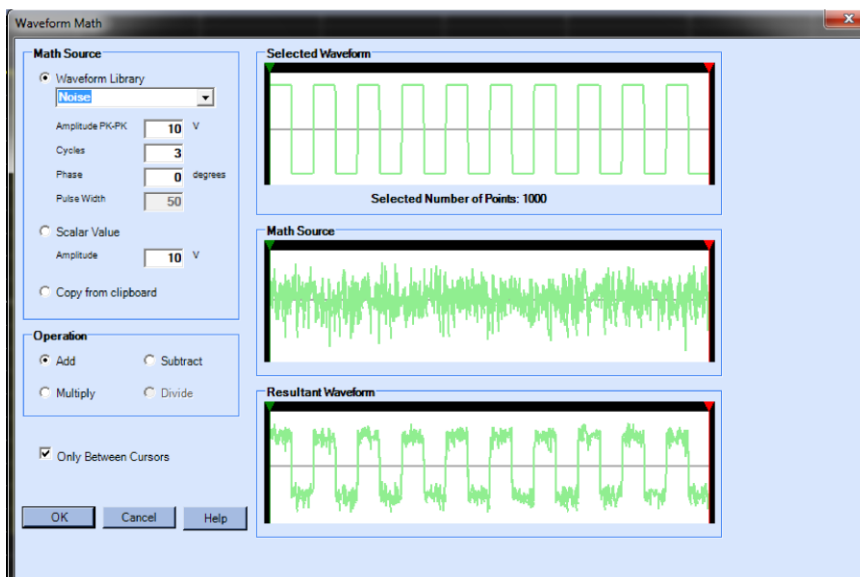 Waveform Math
Math Source
Waveform Library
Noise
Amplitude PK-PK 10 V
Cycles 3
Phase 0 degrees
Pulse Width 50
Scalar Value
Amplitude 10 V
Copy from clipboard
Operation
Add Subtract
Multiply Divide
Only Between Cursors
OK Cancel Help
Selected Waveform
Selected Number of Points: 1000
Math Source
Resultant Waveform